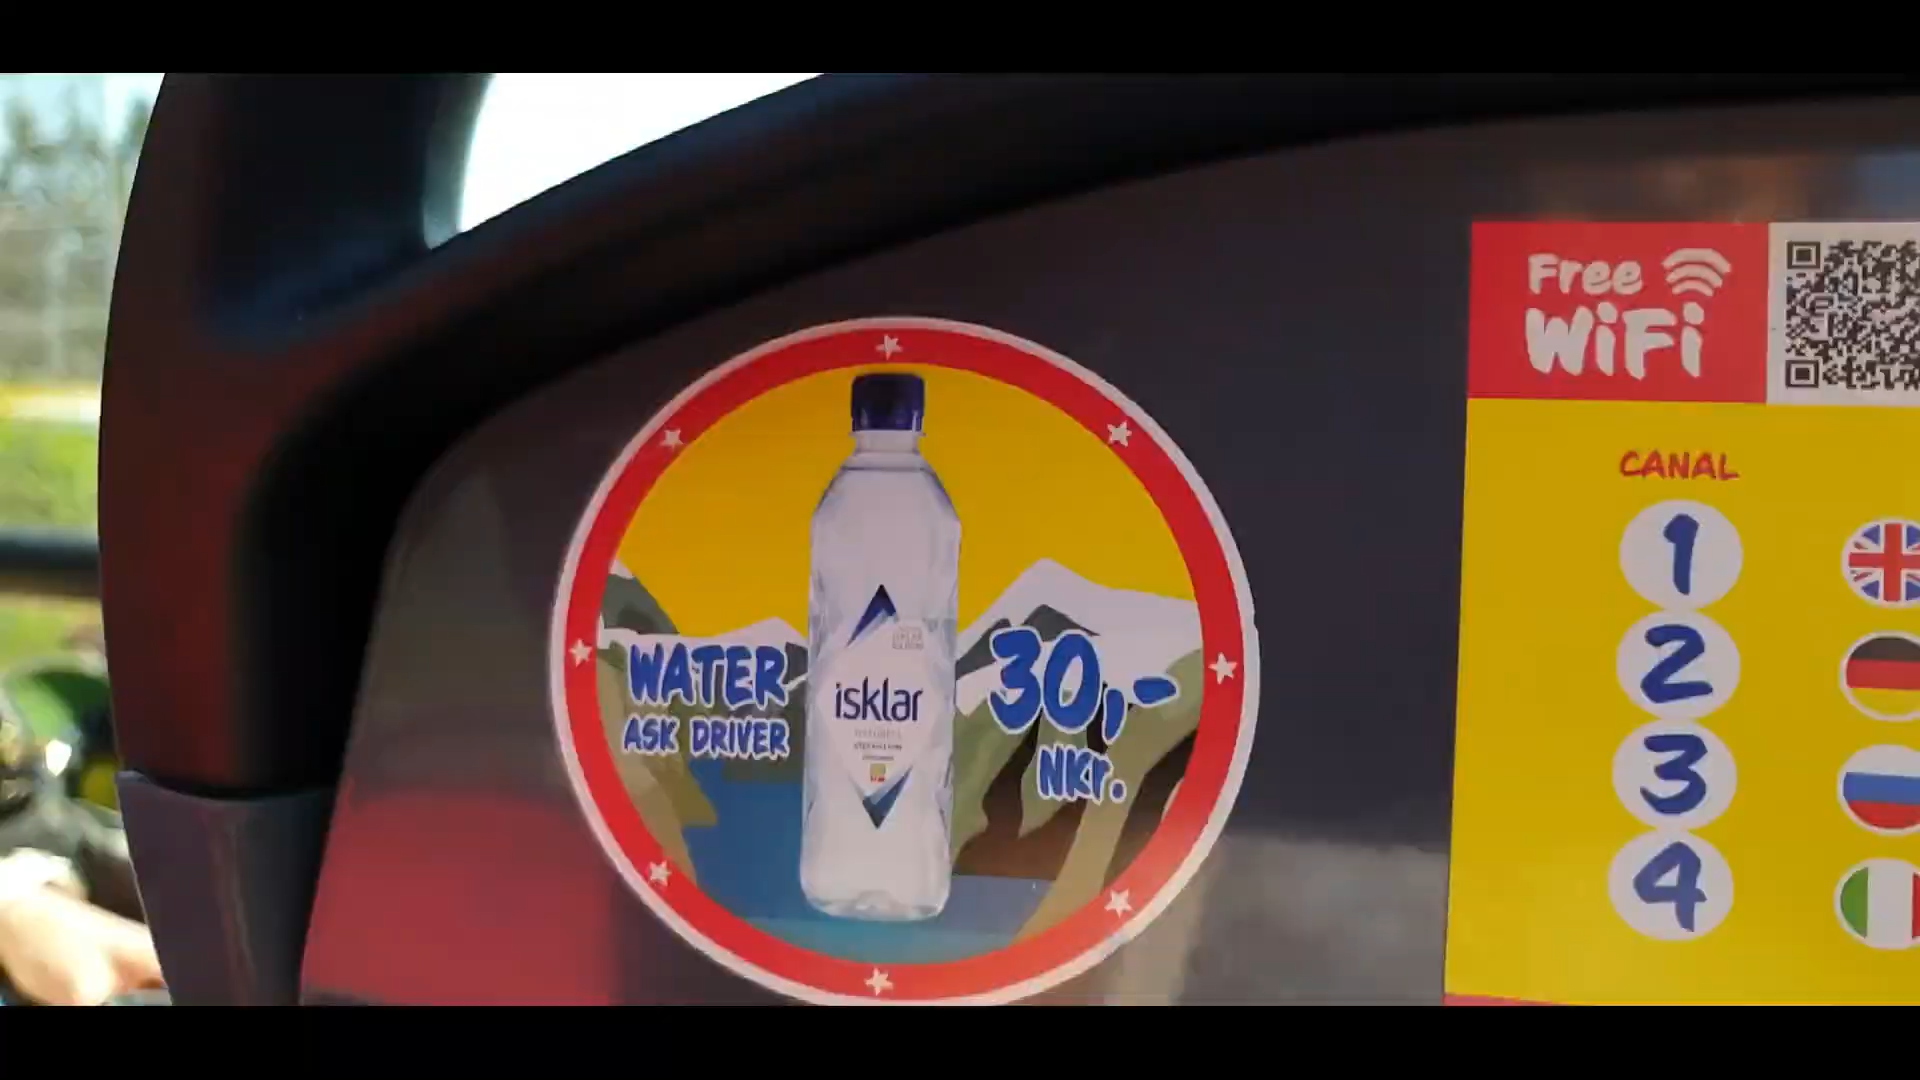 Free
WiFi
CANAL
1
2
3
4
WATER
ASK DRIVER
isklar
30,-
NKr.